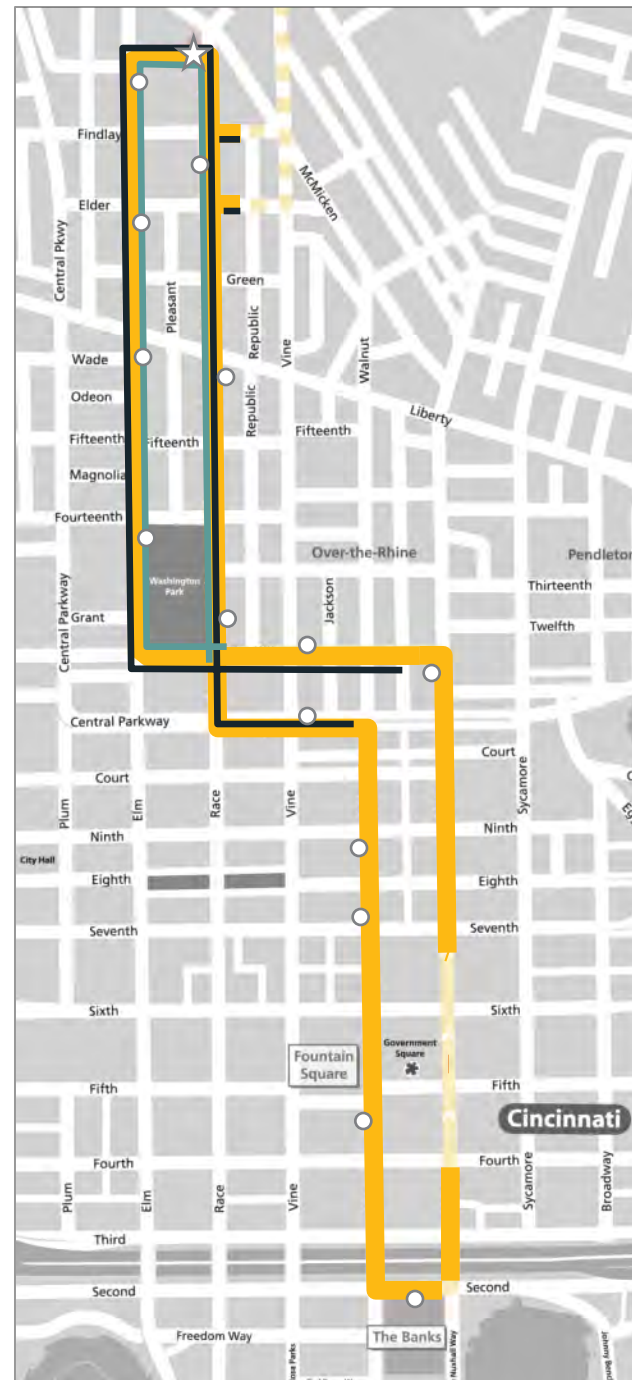 Findlay
McMicken
Elder
Central Pkwy
Green
Pleasant
Republic
Vine
Walnut
Wade
Odeon
Republic
Liberty
Fifteenth
Fifteenth
Fifteenth
Magnolia
Fourteenth
Over-the-Rhine
Pendleton
Washington
Park
Thirteenth
Jackson
Central Parkway
Grant
Twelfth
Central Parkway
Court
Sycamore
Court
Plum
Elm
Race
Vine
Ninth
Ninth
City Hall
Eighth
Eighth
Seventh
Seventh
Sixth
Sixth
Government
Square
Fountain
Square
Fifth
Fifth
Cincinnati
Fourth
Fourth
Plum
Elm
Race
Vine
Sycamore
Broadway
Third
Second
Second
Freedom Way
The Banks
Nuxhall Way